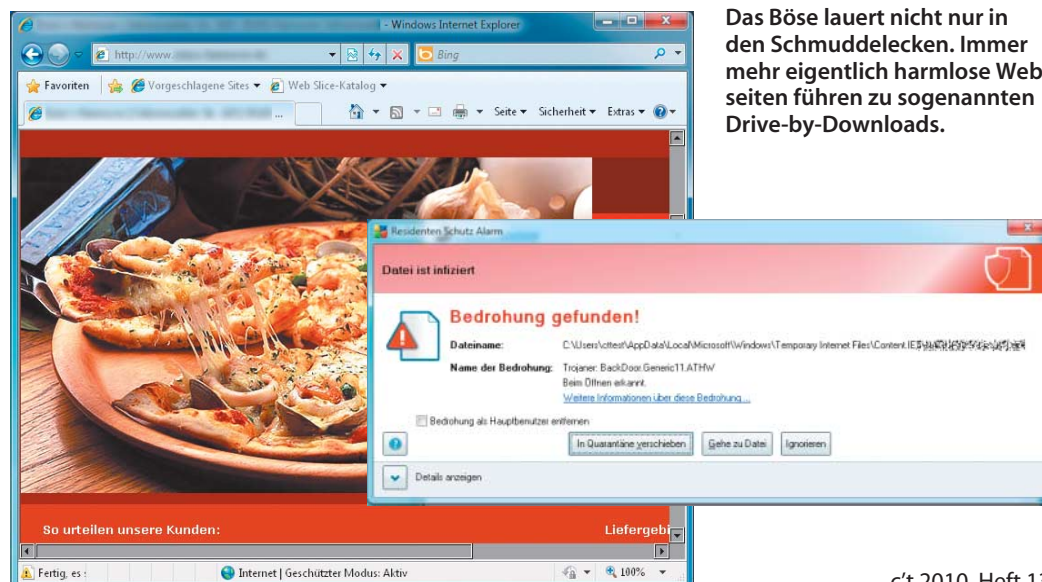 - Windows Internet Explorer
http://www.
Bing
Favoriten Vorgeschlagene Sites Web Slice-Katalog
... Seite Sicherheit Extras
So urteilen unsere Kunden: Liefergebi
Fertig, es Internet | Geschützter Modus: Aktiv 100%
Das Böse lauert nicht nur in
den Schmuddelecken. Immer
mehr eigentlich harmlose Web
seiten führen zu sogenannten
Drive-by-Downloads.
Residenten Schutz Alarm
Datei ist infiziert
Bedrohung gefunden!
Dateiname: C:\Users\cttest\AppData\Local\Microsoft\Windows\Temporary Internet Files\Content.IE5
Name der Bedrohung: Trojaner: BackDoor.Generic11.ATHW
Beim Öffnen erkannt.
Weitere Informationen über diese Bedrohung ...
Bedrohung als Hauptbenutzer entfernen
In Quarantäne verschieben Gehe zu Datei Ignorieren
Details anzeigen
c't 2010, Heft 11